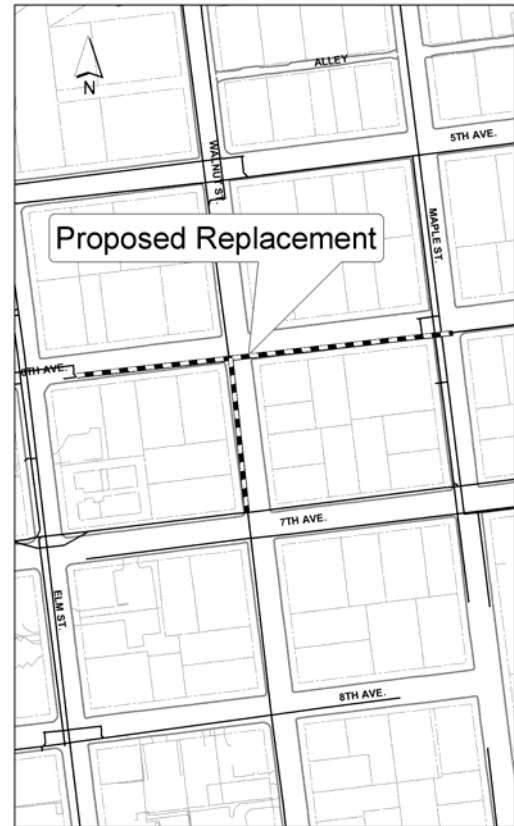 N
ALLEY
5TH AVE.
WALNUT ST.
MAPLE ST.
Proposed Replacement
6TH AVE.
7TH AVE.
ELM ST.
8TH AVE.